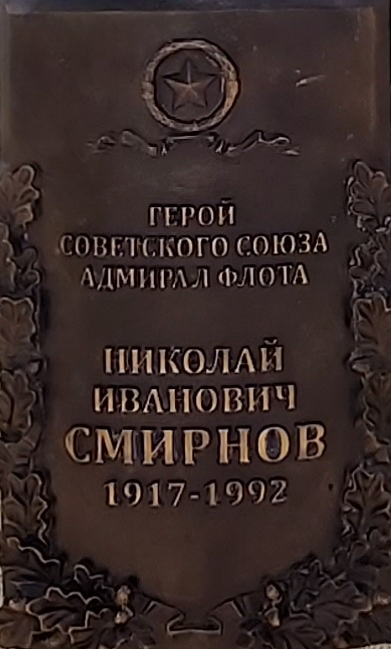 ГЕРОЙ
СОВЕТСКОГО СОЮЗА
АДМИРАЛ ФЛОТА
НИКОЛАЙ
ИВАНОВИЧ
СМИРНОВ
1917-1992